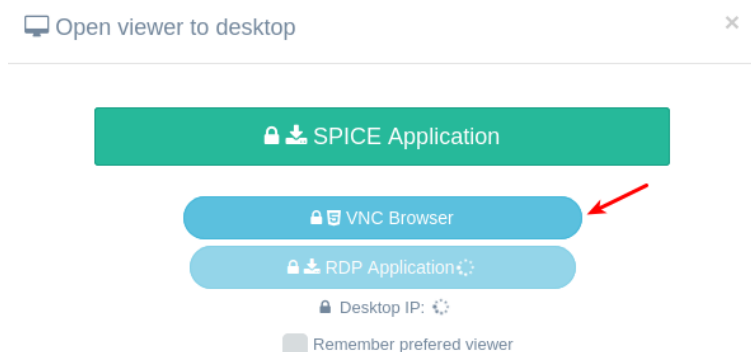 Open viewer to desktop
×
SPICE Application
VNC Browser
RDP Application
Desktop IP:
Remember prefered viewer